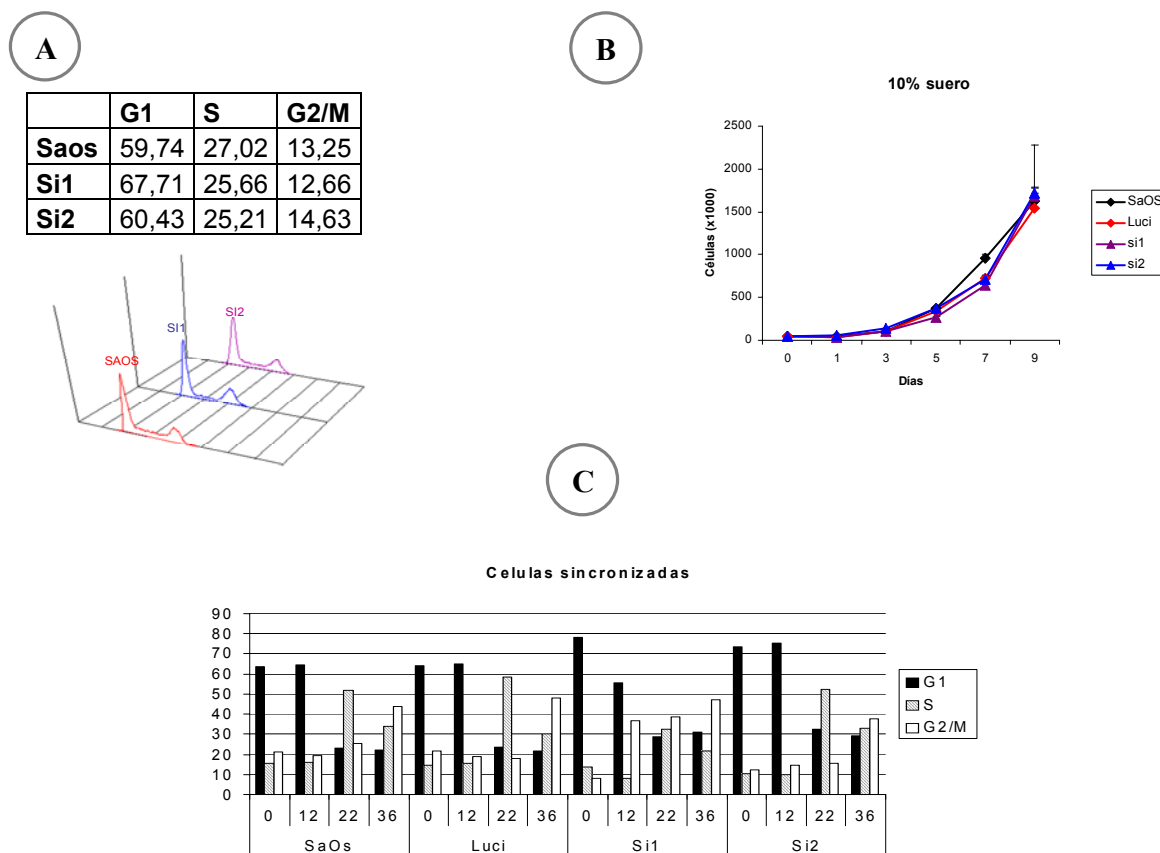 A
G1 S G2/M
Saos 59,74 27,02 13,25
Si1 67,71 25,66 12,66
Si2 60,43 25,21 14,63
SAOS
SI1
SI2
B
10% suero
Células (x1000)
2500
2000
1500
1000
500
0
0 1 3 5 7 9
Días
SaOS
Luci
si1
si2
C
Celulas sincronizadas
90
80
70
60
50
40
30
20
10
0
0 12 22 36 0 12 22 36 0 12 22 36 0 12 22 36
SaOs Luci Si1 Si2
G1
S
G2/M